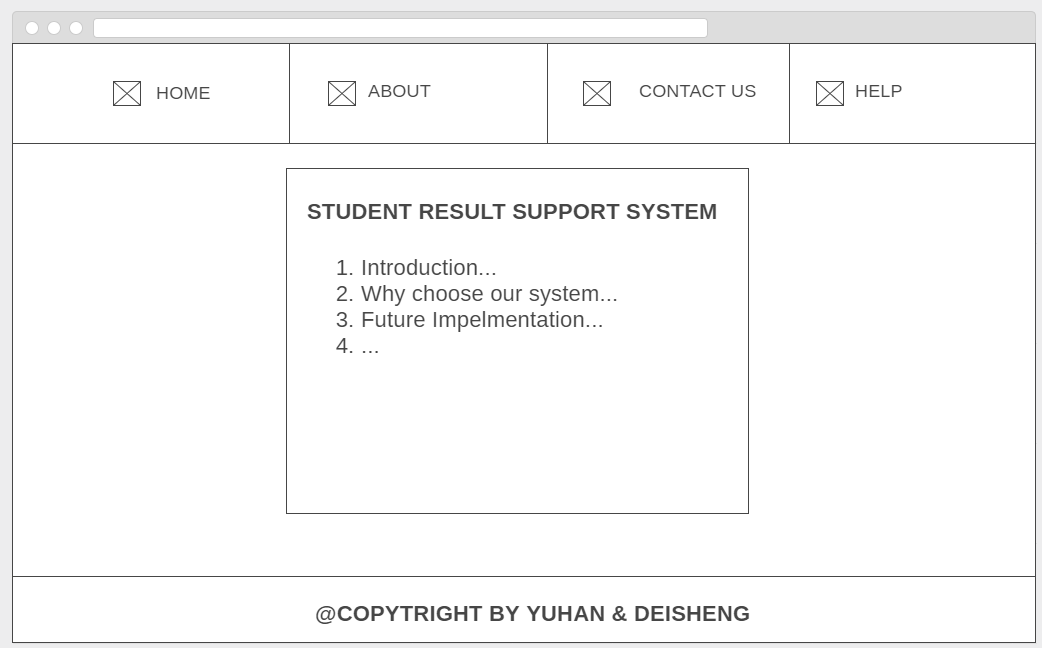 HOME
ABOUT
CONTACT US
HELP
STUDENT RESULT SUPPORT SYSTEM
1. Introduction...
2. Why choose our system...
3. Future Impelmentation...
4. ...
@COPYTRIGHT BY YUHAN & DEISHENG